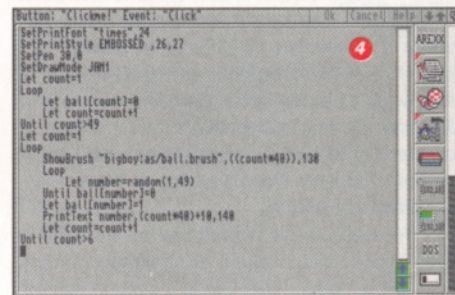 Button: "Clickme!" Event: "Click" Ok Cancel Help
SetPrintFont "times",24
SetPrintStyle EMBOSSED ,26,27
SetPen 30,0
SetDrawMode JAM1
Let count=1
Loop
Let ball[count]=0
Let count=count+1
Until count>49
Let count=1
Loop
ShowBrush "bigboy:as/ball.brush",((count*40)),130
Loop
Let number=random(1,49)
Until ball[number]=0
Let ball[number]=1
PrintText number,(count*40)+10,140
Let count=count+1
Until count>6
4
AREXX
DOS